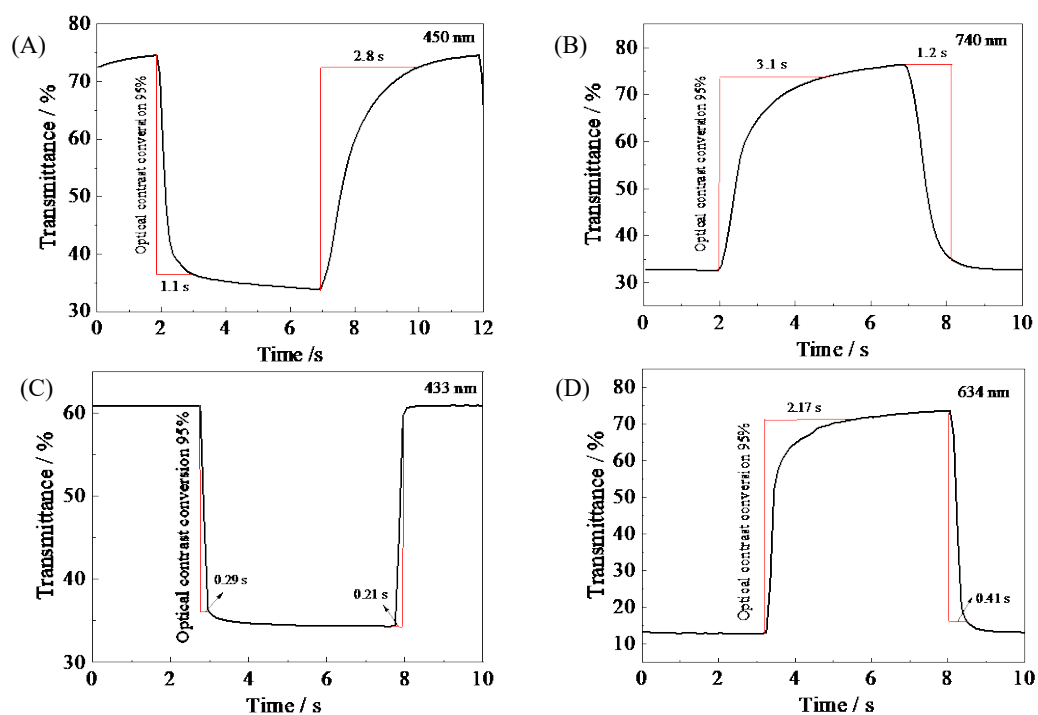 (A)
80
70
60
50
40
30
Transmittance / %
Optical contrast conversion 95%
450 nm
2.8 s
1.1 s
0 2 4 6 8 10 12
Time /s
(B)
80
70
60
50
40
30
Transmittance / %
Optical contrast conversion 95%
740 nm
3.1 s
1.2 s
0 2 4 6 8 10
Time / s
(C)
60
50
40
30
Transmittance / %
Optical contrast conversion 95%
433 nm
0.29 s
0.21 s
0 2 4 6 8 10
Time / s
(D)
80
70
60
50
40
30
20
10
Transmittance / %
Optical contrast conversion 95%
634 nm
2.17 s
0.41 s
0 2 4 6 8 10
Time / s